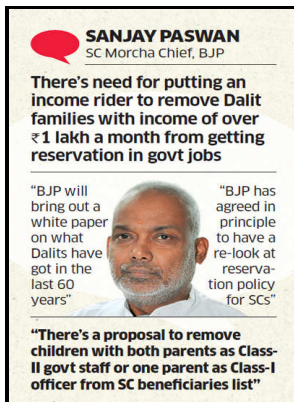 SANJAY PASWAN
SC Morcha Chief, BJP
There's need for putting an
income rider to remove Dalit
families with income of over
₹1 lakh a month from getting
reservation in govt jobs
"BJP will
bring out a
white paper
on what
Dalits have
got in the
last 60
years"
"BJP has
agreed in
principle
to have a
re-look at
reserva-
tion policy
for SCs"
"There's a proposal to remove
children with both parents as Class-
II govt staff or one parent as Class-I
officer from SC beneficiaries list"